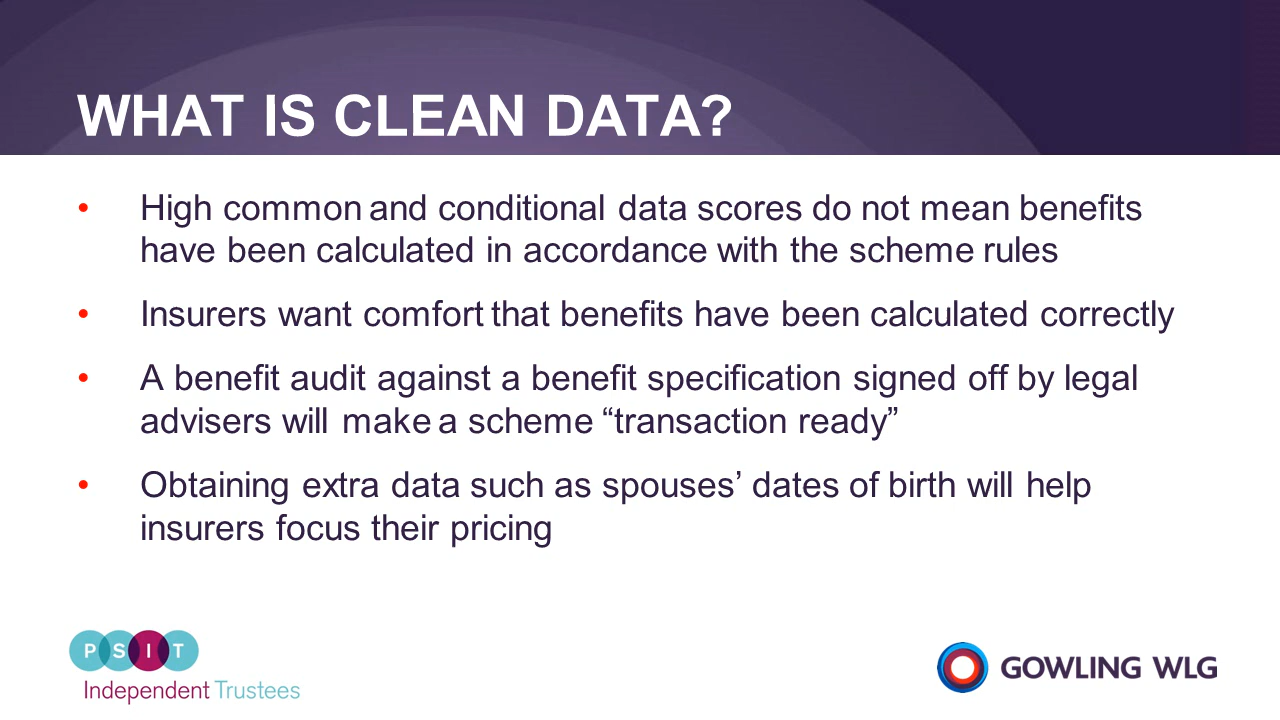 WHAT IS CLEAN DATA?
• High common and conditional data scores do not mean benefits
have been calculated in accordance with the scheme rules
• Insurers want comfort that benefits have been calculated correctly
• A benefit audit against a benefit specification signed off by legal
advisers will make a scheme “transaction ready”
• Obtaining extra data such as spouses’ dates of birth will help
insurers focus their pricing
PSIT
Independent Trustees
GOWLING WLG